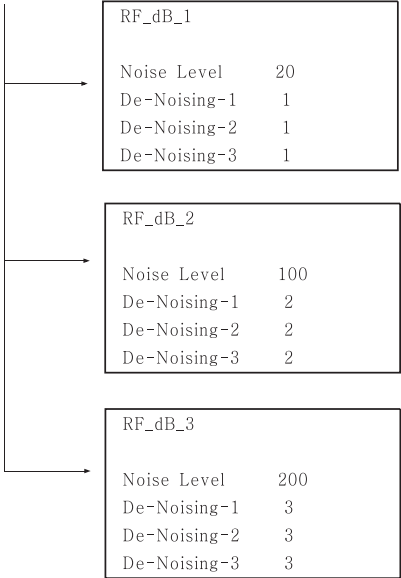 RF_dB_1
Noise Level 20
De-Noising-1 1
De-Noising-2 1
De-Noising-3 1
RF_dB_2
Noise Level 100
De-Noising-1 2
De-Noising-2 2
De-Noising-3 2
RF_dB_3
Noise Level 200
De-Noising-1 3
De-Noising-2 3
De-Noising-3 3